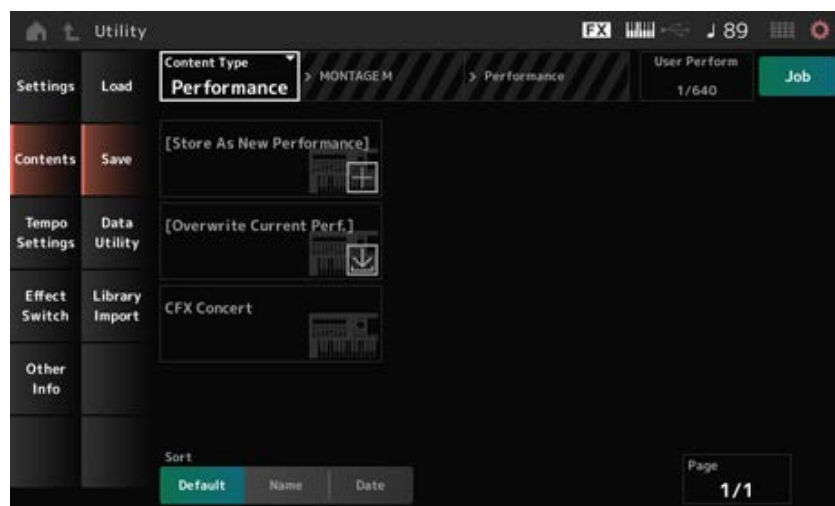 Utility
FX
♩ 89
Settings
Load
Content Type
Performance
> MONTAGE M
> Performance
User Perform
1/640
Job
Contents
Save
[Store As New Performance]
Tempo
Settings
Data
Utility
[Overwrite Current Perf.]
Effect
Switch
Library
Import
CFX Concert
Other
Info
Sort
Default
Name
Date
Page
1/1